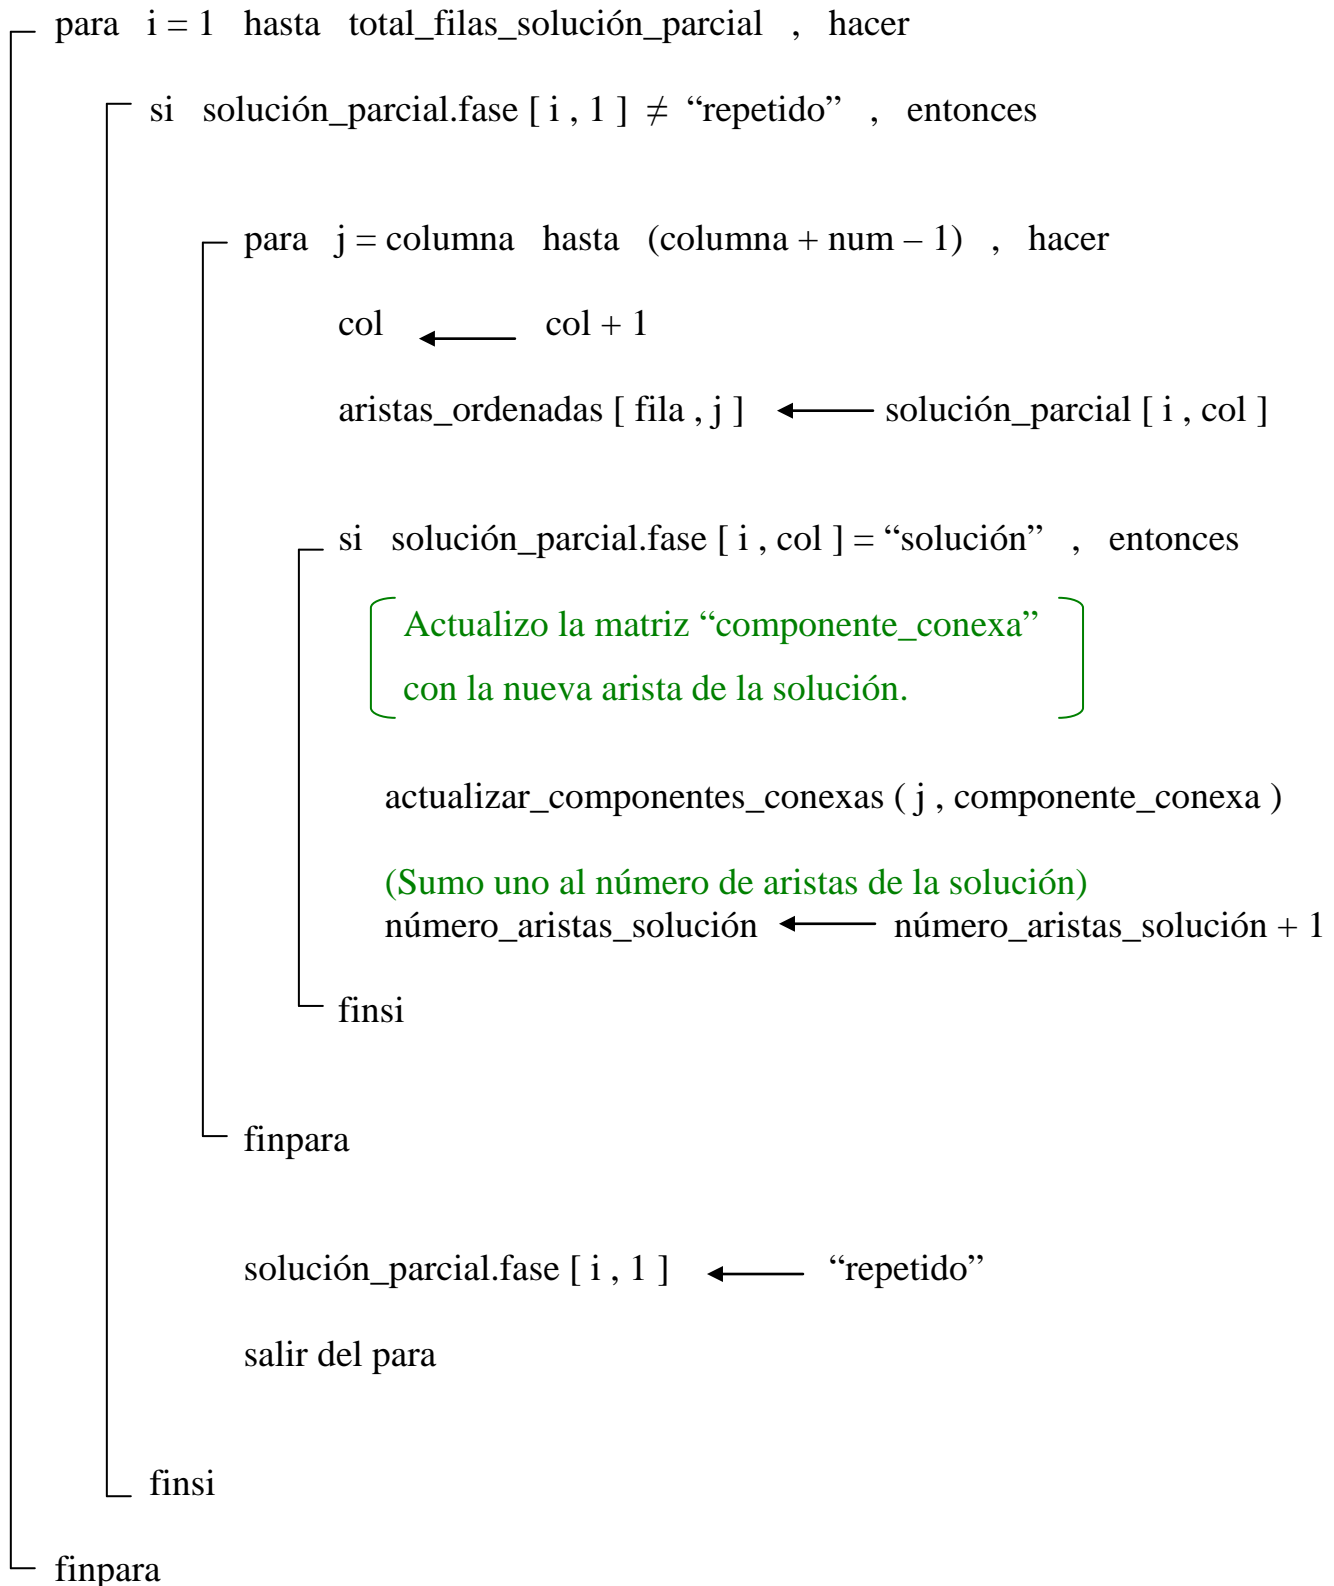 para i = 1 hasta total_filas_solución_parcial , hacer
si solución_parcial.fase [ i , 1 ] ≠ “repetido” , entonces
para j = columna hasta (columna + num – 1) , hacer
col ← col + 1
aristas_ordenadas [ fila , j ] ← solución_parcial [ i , col ]
si solución_parcial.fase [ i , col ] = “solución” , entonces
Actualizo la matriz “componente_conexa”
con la nueva arista de la solución.
actualizar_componentes_conexas ( j , componente_conexa )
(Sumo uno al número de aristas de la solución)
número_aristas_solución ← número_aristas_solución + 1
finsi
finpara
solución_parcial.fase [ i , 1 ] ← “repetido”
salir del para
finsi
finpara